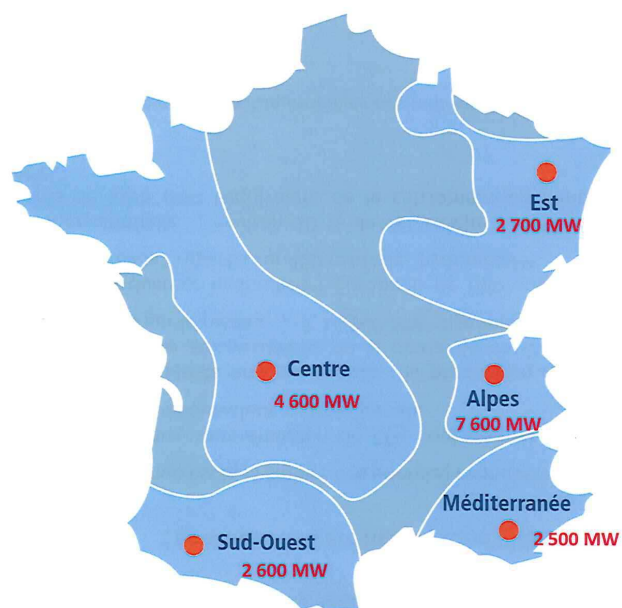 Est
2 700 MW
Centre
4 600 MW
Alpes
7 600 MW
Méditerranée
2 500 MW
Sud-Ouest
2 600 MW